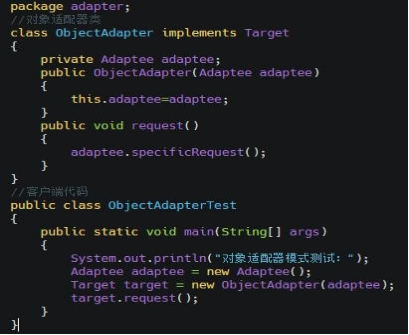 package adapter;
//对象适配器类
class ObjectAdapter implements Target
{
    private Adaptee adaptee;
    public ObjectAdapter(Adaptee adaptee)
    {
        this.adaptee=adaptee;
    }
    public void request()
    {
        adaptee.specificRequest();
    }
}
//客户端代码
public class ObjectAdapterTest
{
    public static void main(String[] args)
    {
        System.out.println("对象适配器模式测试：");
        Adaptee adaptee = new Adaptee();
        Target target = new ObjectAdapter(adaptee);
        target.request();
    }
}